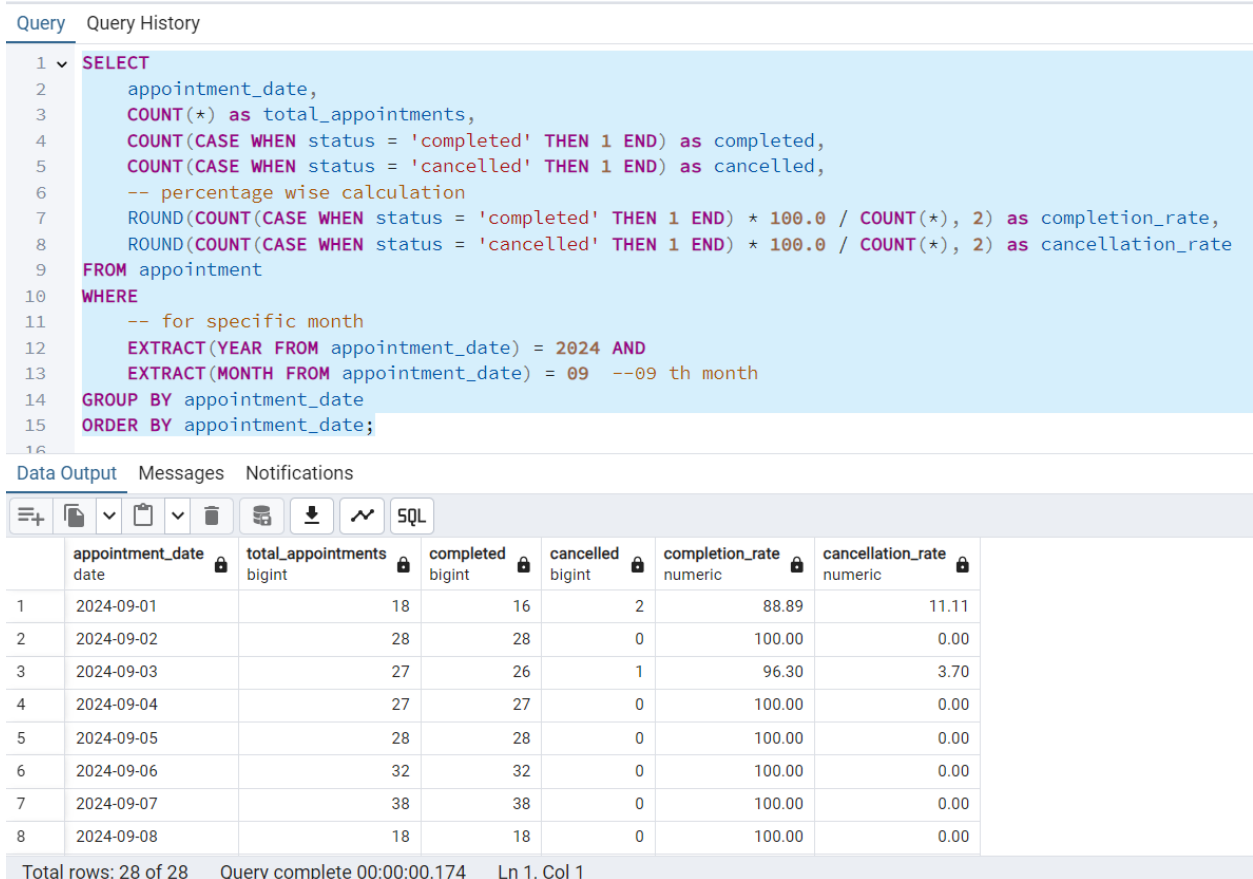 Query Query History
1 SELECT
2 appointment_date,
3 COUNT(*) as total_appointments,
4 COUNT(CASE WHEN status = 'completed' THEN 1 END) as completed,
5 COUNT(CASE WHEN status = 'cancelled' THEN 1 END) as cancelled,
6 -- percentage wise calculation
7 ROUND(COUNT(CASE WHEN status = 'completed' THEN 1 END) * 100.0 / COUNT(*), 2) as completion_rate,
8 ROUND(COUNT(CASE WHEN status = 'cancelled' THEN 1 END) * 100.0 / COUNT(*), 2) as cancellation_rate
9 FROM appointment
10 WHERE
11 -- for specific month
12 EXTRACT(YEAR FROM appointment_date) = 2024 AND
13 EXTRACT(MONTH FROM appointment_date) = 09 --09 th month
14 GROUP BY appointment_date
15 ORDER BY appointment_date;
16
Data Output Messages Notifications
SQL
appointment_date total_appointments completed cancelled completion_rate cancellation_rate
date bigint bigint bigint numeric numeric
1 2024-09-01 18 16 2 88.89 11.11
2 2024-09-02 28 28 0 100.00 0.00
3 2024-09-03 27 26 1 96.30 3.70
4 2024-09-04 27 27 0 100.00 0.00
5 2024-09-05 28 28 0 100.00 0.00
6 2024-09-06 32 32 0 100.00 0.00
7 2024-09-07 38 38 0 100.00 0.00
8 2024-09-08 18 18 0 100.00 0.00
Total rows: 28 of 28 Query complete 00:00:00.174 Ln 1, Col 1